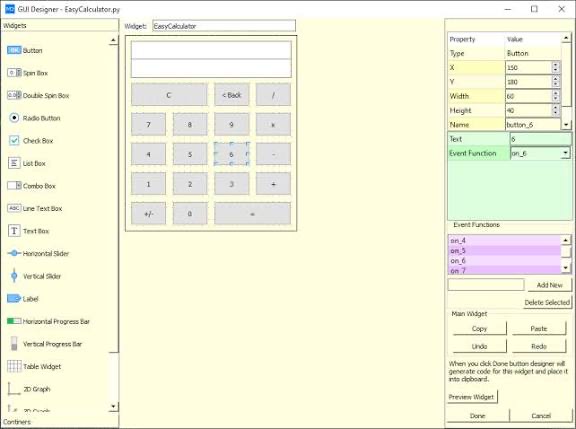 GUI Designer - EasyCalculator.py
Widgets
Button
Spin Box
Double Spin Box
Radio Button
Check Box
List Box
Combo Box
Line Text Box
Text Box
Horizontal Slider
Vertical Slider
Label
Horizontal Progress Bar
Vertical Progress Bar
Table Widget
2D Graph
Continers
Widget: EasyCalculator
C < Back /
7 8 9 x
4 5 6 -
1 2 3 +
+/- 0 =
Property Value
Type Button
X 150
Y 180
Width 60
Height 40
Name button_6
Text 6
Event Function on_6
Event Functions
on_4
on_5
on_6
on_7
Add New
Delete Selected
Main Widget
Copy Paste
Undo Redo
When you click Done button designer will
generate code for this widget and place it
into clipboard.
Preview Widget
Done Cancel